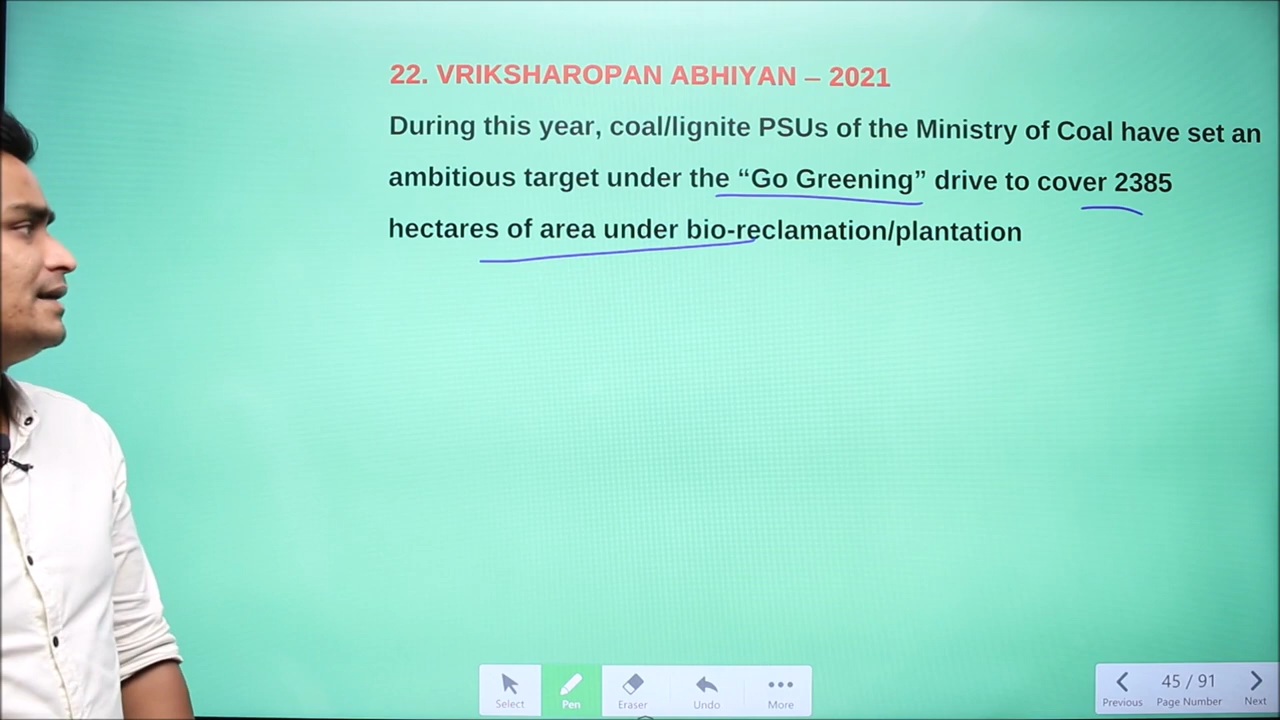 22. VRIKSHAROPAN ABHIYAN – 2021
During this year, coal/lignite PSUs of the Ministry of Coal have set an
ambitious target under the “Go Greening” drive to cover 2385
hectares of area under bio-reclamation/plantation
Select
Pen
Eraser
Undo
More
45 / 91
Previous
Page Number
Next